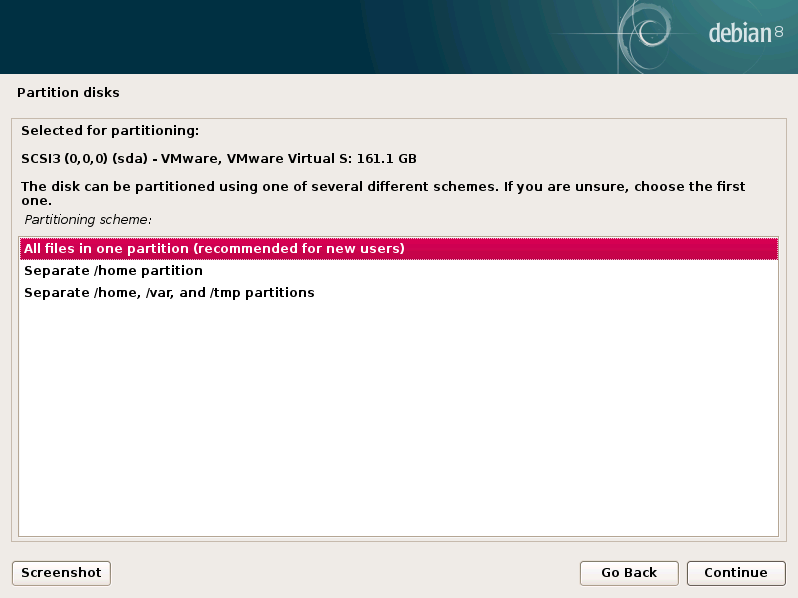 debian 8
Partition disks
Selected for partitioning:
SCSI3 (0,0,0) (sda) - VMware, VMware Virtual S: 161.1 GB
The disk can be partitioned using one of several different schemes. If you are unsure, choose the first
one.
Partitioning scheme:
All files in one partition (recommended for new users)
Separate /home partition
Separate /home, /var, and /tmp partitions
Screenshot
Go Back
Continue